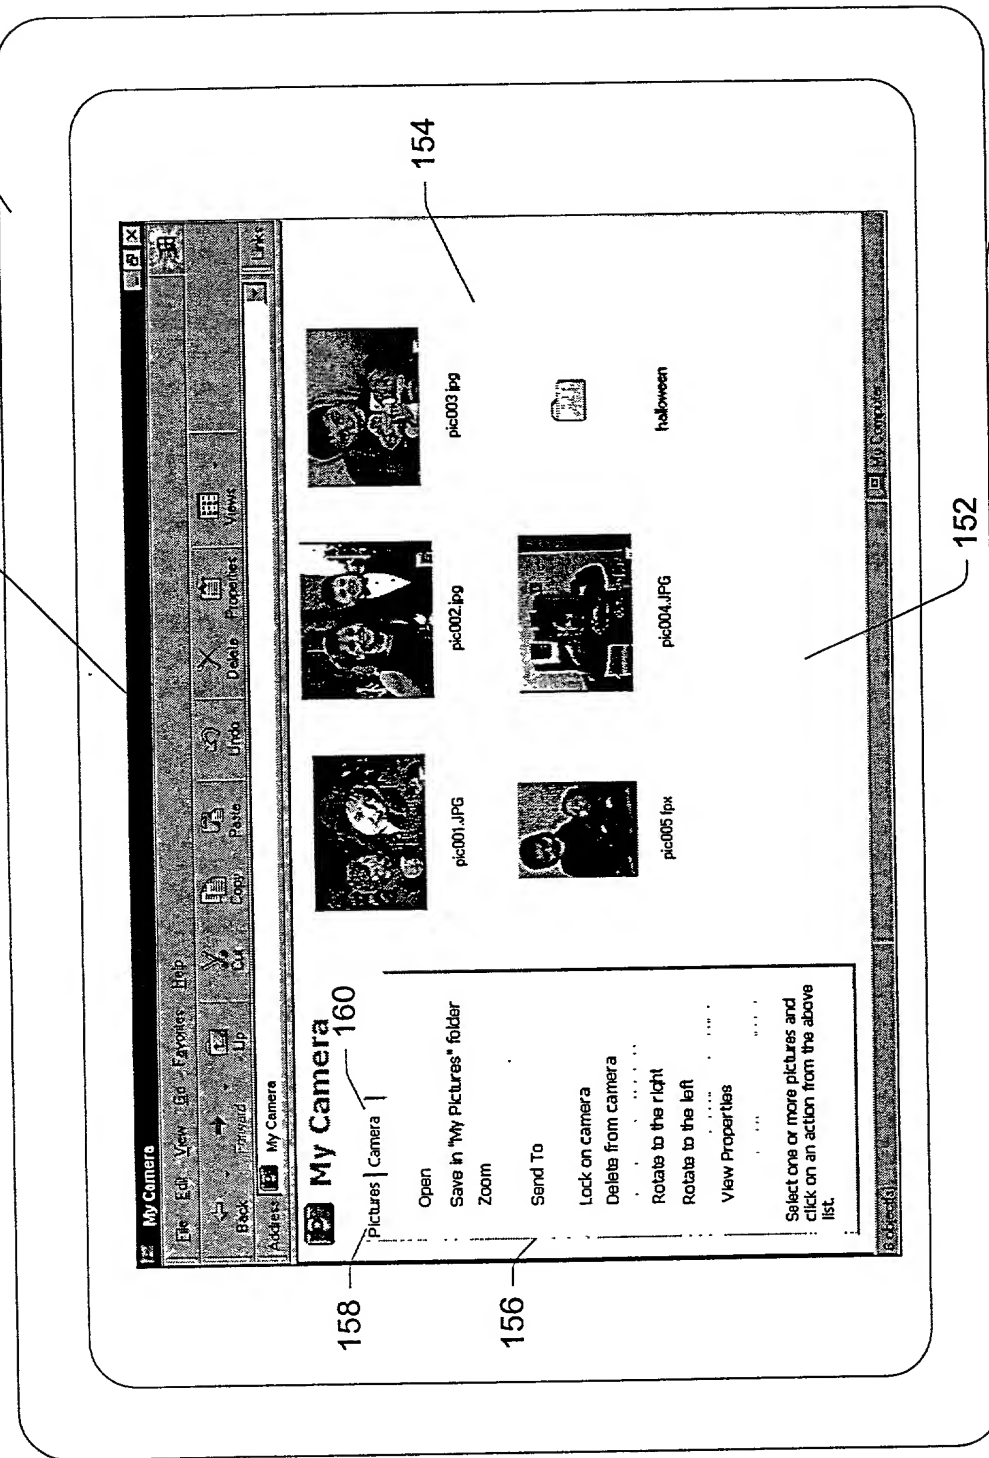 My Camera
File Edit View Go Favorites Help
Back Forward Up Cut Copy Paste Undo Delete Properties Views
Address My Camera Links
My Camera
160
158
Pictures | Camera |
Open
Save in "My Pictures" folder
Zoom
156
Send To
Lock on camera
Delete from camera
Rotate to the right
Rotate to the left
View Properties
Select one or more pictures and
click on an action from the above
list.
154
pic001.JPG
pic002.jpg
pic003.jpg
pic005.fpx
pic004.JPG
halloween
6 object(s)
My Computer
152